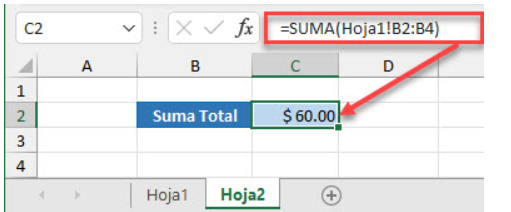 C2 fx =SUMA(Hoja1!B2:B4)
A B C D
1
2 Suma Total $ 60.00
3
4
Hoja1 Hoja2